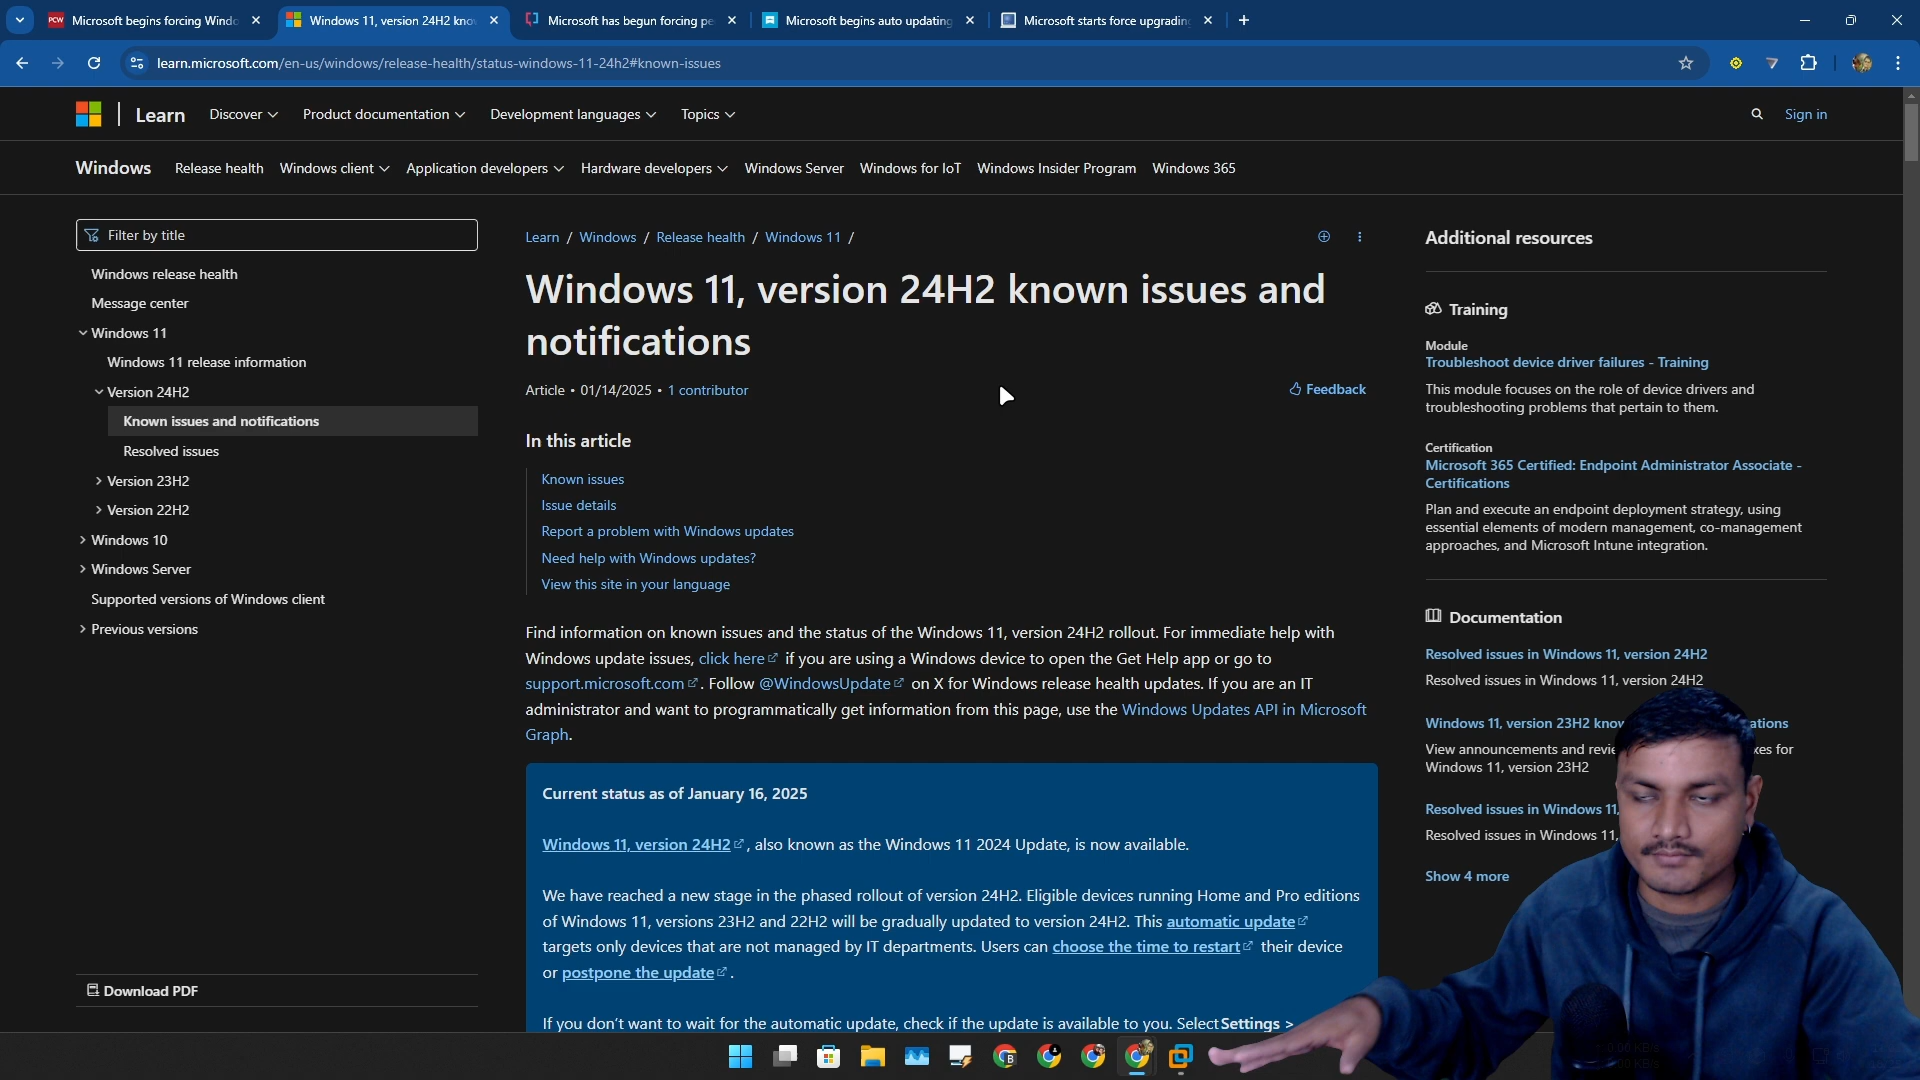 Microsoft begins forcing Windo
Windows 11, version 24H2 kno
Microsoft has begun forcing pe
Microsoft begins auto updating
Microsoft starts force upgradin
learn.microsoft.com/en-us/windows/release-health/status-windows-11-24h2#known-issues
Learn
Discover
Product documentation
Development languages
Topics
Sign in
Windows
Release health
Windows client
Application developers
Hardware developers
Windows Server
Windows for IoT
Windows Insider Program
Windows 365
Filter by title
Windows release health
Message center
Windows 11
Windows 11 release information
Version 24H2
Known issues and notifications
Resolved issues
Version 23H2
Version 22H2
Windows 10
Windows Server
Supported versions of Windows client
Previous versions
Download PDF
Learn / Windows / Release health / Windows 11 /
Windows 11, version 24H2 known issues and
notifications
Article • 01/14/2025 • 1 contributor
Feedback
In this article
Known issues
Issue details
Report a problem with Windows updates
Need help with Windows updates?
View this site in your language
Find information on known issues and the status of the Windows 11, version 24H2 rollout. For immediate help with
Windows update issues, click here if you are using a Windows device to open the Get Help app or go to
support.microsoft.com. Follow @WindowsUpdate on X for Windows release health updates. If you are an IT
administrator and want to programmatically get information from this page, use the Windows Updates API in Microsoft
Graph.
Current status as of January 16, 2025
Windows 11, version 24H2, also known as the Windows 11 2024 Update, is now available.
We have reached a new stage in the phased rollout of version 24H2. Eligible devices running Home and Pro editions
of Windows 11, versions 23H2 and 22H2 will be gradually updated to version 24H2. This automatic update
targets only devices that are not managed by IT departments. Users can choose the time to restart their device
or postpone the update.
If you don't want to wait for the automatic update, check if the update is available to you. Select Settings >
Additional resources
Training
Module
Troubleshoot device driver failures - Training
This module focuses on the role of device drivers and
troubleshooting problems that pertain to them.
Certification
Microsoft 365 Certified: Endpoint Administrator Associate -
Certifications
Plan and execute an endpoint deployment strategy, using
essential elements of modern management, co-management
approaches, and Microsoft Intune integration.
Documentation
Resolved issues in Windows 11, version 24H2
Resolved issues in Windows 11, version 24H2
Windows 11, version 23H2 know ations
View announcements and revie xes for
Windows 11, version 23H2
Resolved issues in Windows 11,
Resolved issues in Windows 11,
Show 4 more